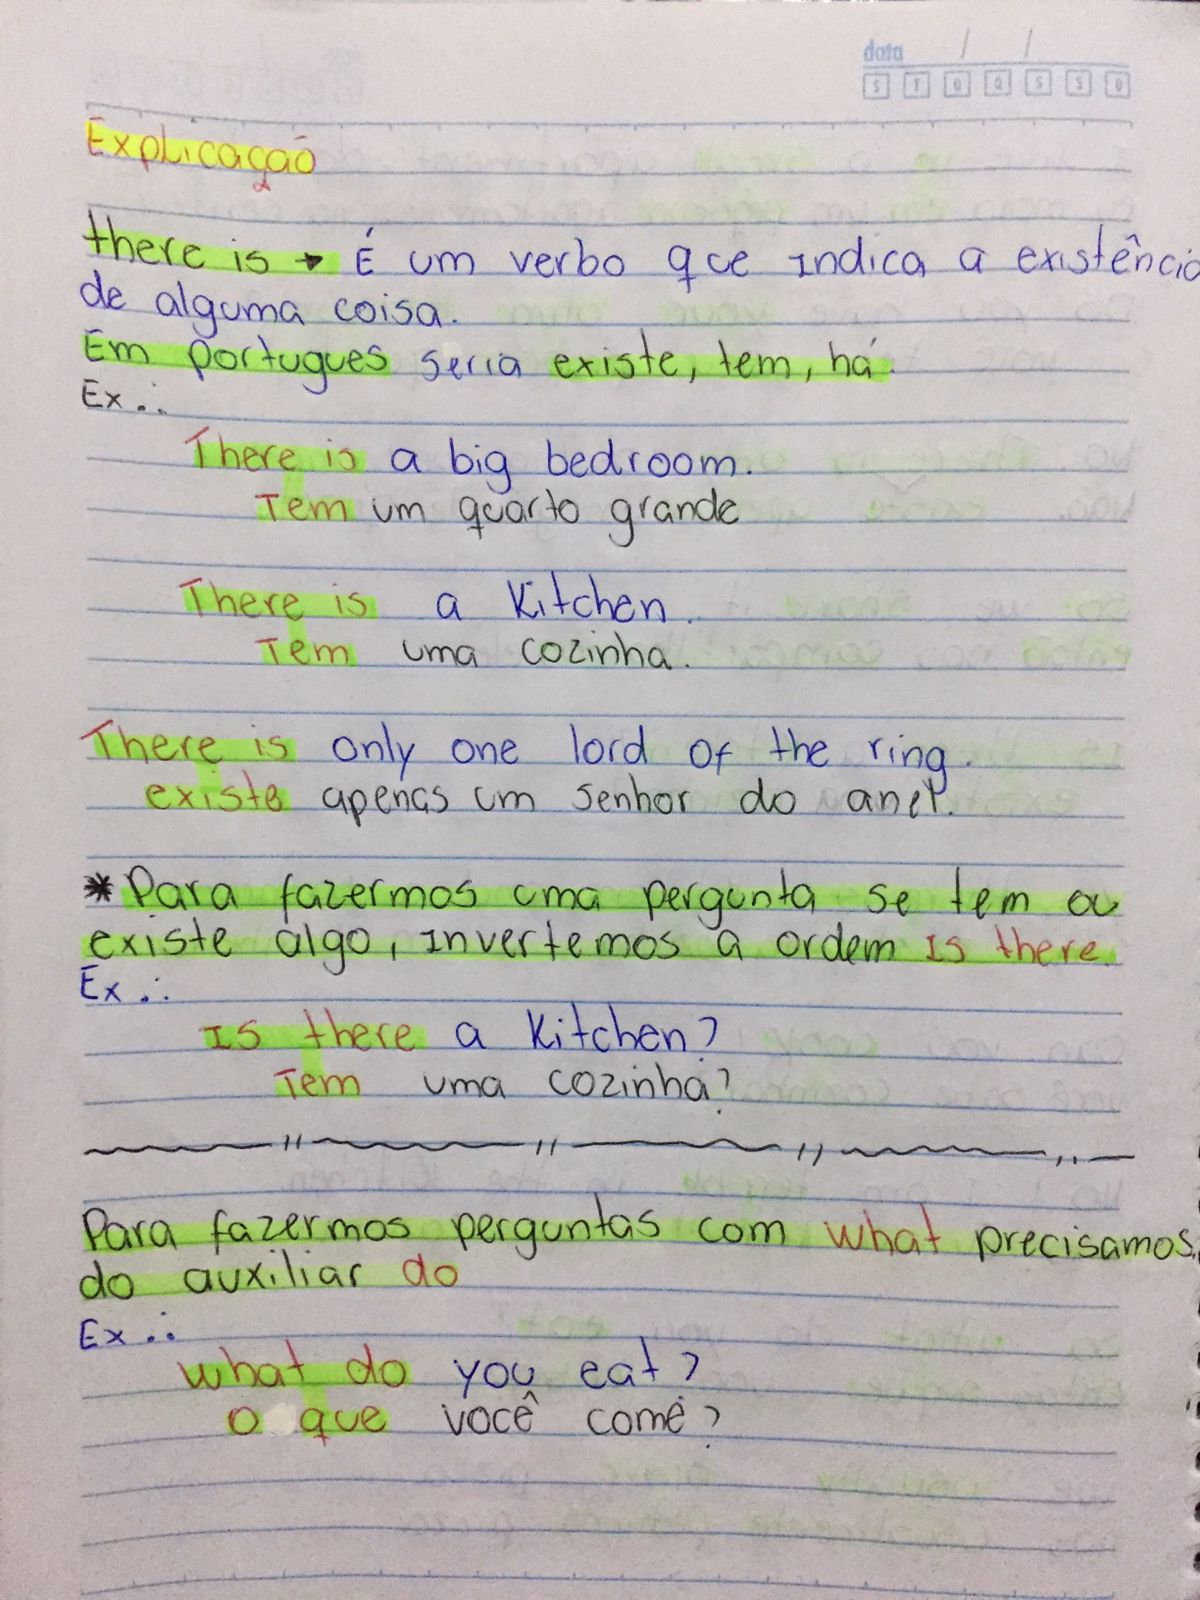 data / /
S T Q Q S S D
Explicação
there is → É um verbo que indica a existência
de alguma coisa.
Em portugues seria existe, tem, há.
Ex.:
There is a big bedroom.
Tem um quarto grande
There is a Kitchen.
Tem uma cozinha.
There is only one lord of the ring.
existe apenas um senhor do anel.
* Para fazermos uma pergunta se tem ou
existe algo, invertemos a ordem Is there.
Ex.:
Is there a Kitchen?
Tem uma cozinha?
Para fazermos perguntas com what precisamos
do auxiliar do
Ex.:
What do you eat?
O que você come?